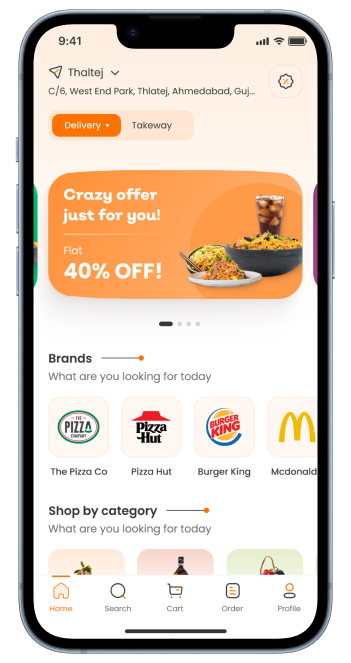 9:41
Thaltej
C/6, West End Park, Thlatej, Ahmedabad, Guj...
Delivery •
Takeway
Crazy offer
just for you!
Flat
40% OFF!
Brands
What are you looking for today
THE
PIZZA
COMPANY
Pizza
Hut
BURGER
KING
The Pizza Co
Pizza Hut
Burger King
Mcdonald
Shop by category
What are you looking for today
Home
Search
Cart
Order
Profile